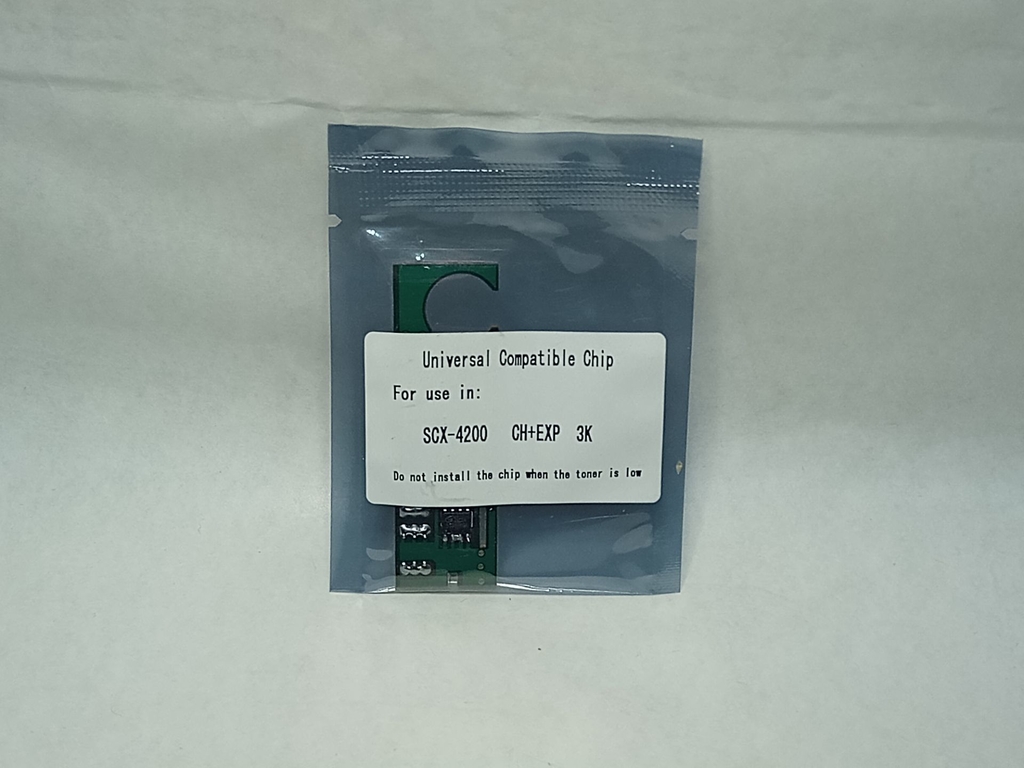 Universal Compatible Chip
For use in:
SCX-4200 CH+EXP 3K
Do not install the chip when the toner is low